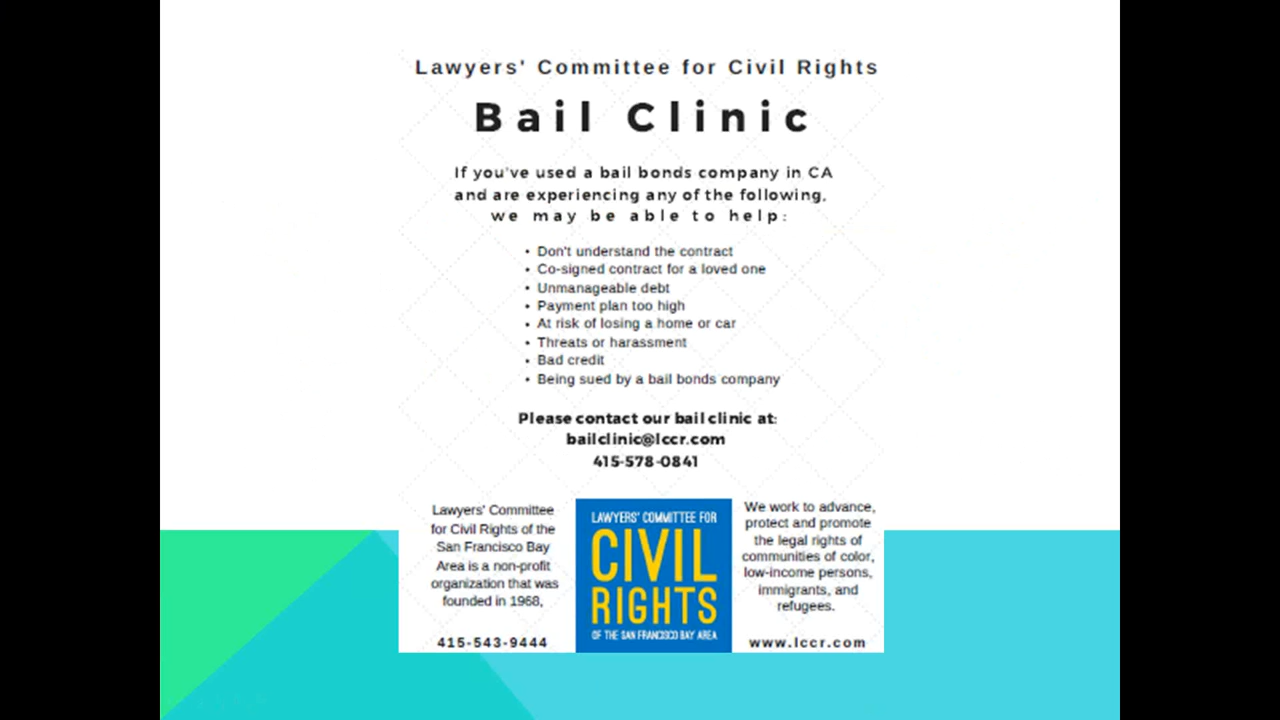 Lawyers' Committee for Civil Rights
Bail Clinic
If you've used a bail bonds company in CA
and are experiencing any of the following,
we may be able to help:
• Don't understand the contract
• Co-signed contract for a loved one
• Unmanageable debt
• Payment plan too high
• At risk of losing a home or car
• Threats or harassment
• Bad credit
• Being sued by a bail bonds company
Please contact our bail clinic at:
bailclinic@lccr.com
415-578-0841
Lawyers' Committee
for Civil Rights of the
San Francisco Bay
Area is a non-profit
organization that was
founded in 1968,
415-543-9444
LAWYERS' COMMITTEE FOR
CIVIL
RIGHTS
OF THE SAN FRANCISCO BAY AREA
We work to advance,
protect and promote
the legal rights of
communities of color,
low-income persons,
immigrants, and
refugees.
www.lccr.com